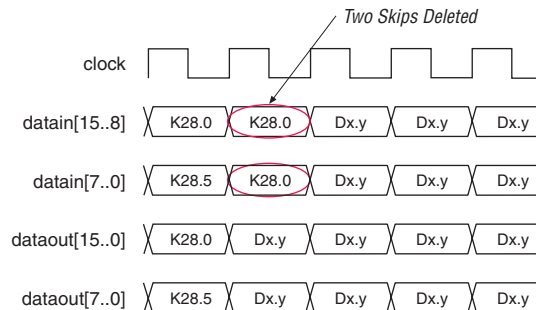 Two Skips Deleted
clock
datain[15..8] K28.0 K28.0 Dx.y Dx.y Dx.y
datain[7..0] K28.5 K28.0 Dx.y Dx.y Dx.y
dataout[15..0] K28.0 Dx.y Dx.y Dx.y Dx.y
dataout[7..0] K28.5 Dx.y Dx.y Dx.y Dx.y